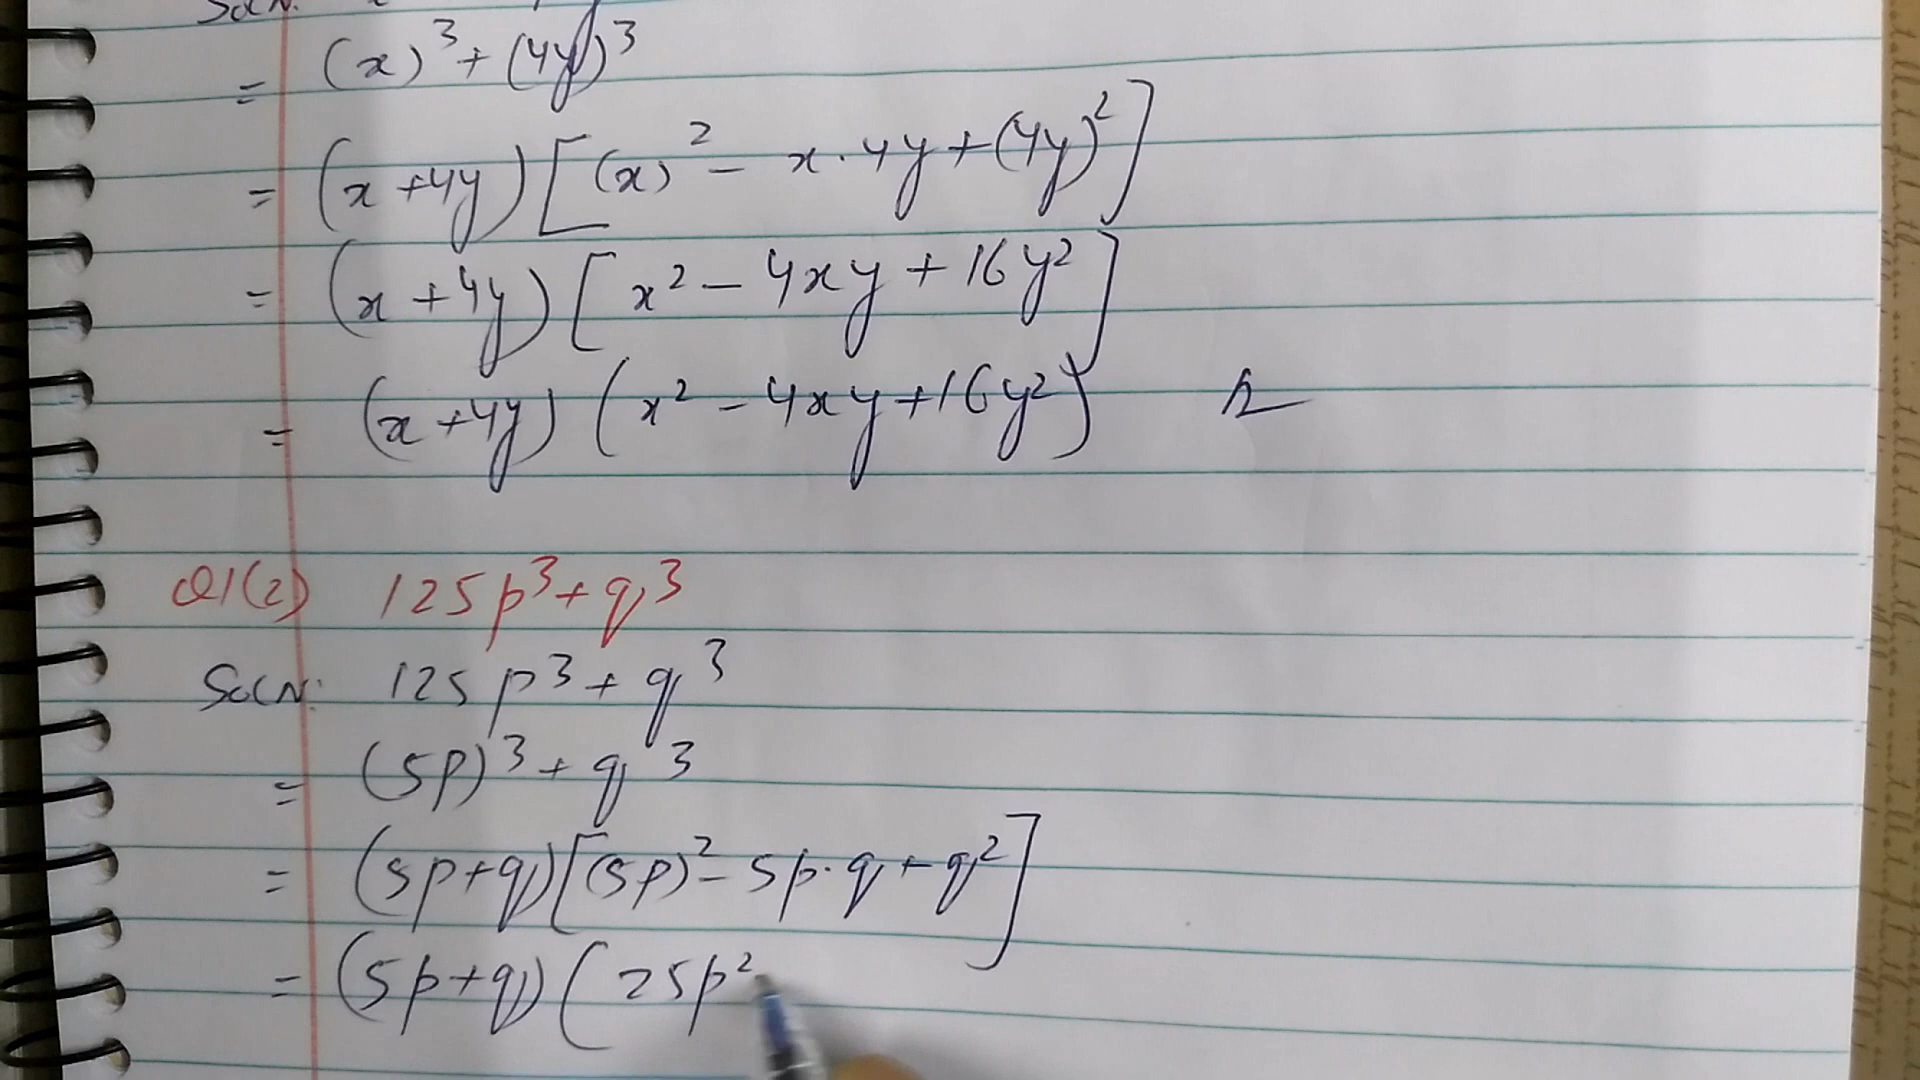 = (x)³ + (4y)³
= (x + 4y) [(x)² - x · 4y + (4y)²]
= (x + 4y) [x² - 4xy + 16y²]
= (x + 4y) (x² - 4xy + 16y²)
Q1(2) 125p³ + q³
Soln: 125p³ + q³
= (5p)³ + q³
= (5p + q) [(5p)² - 5p · q + q²]
= (5p + q) (25p²